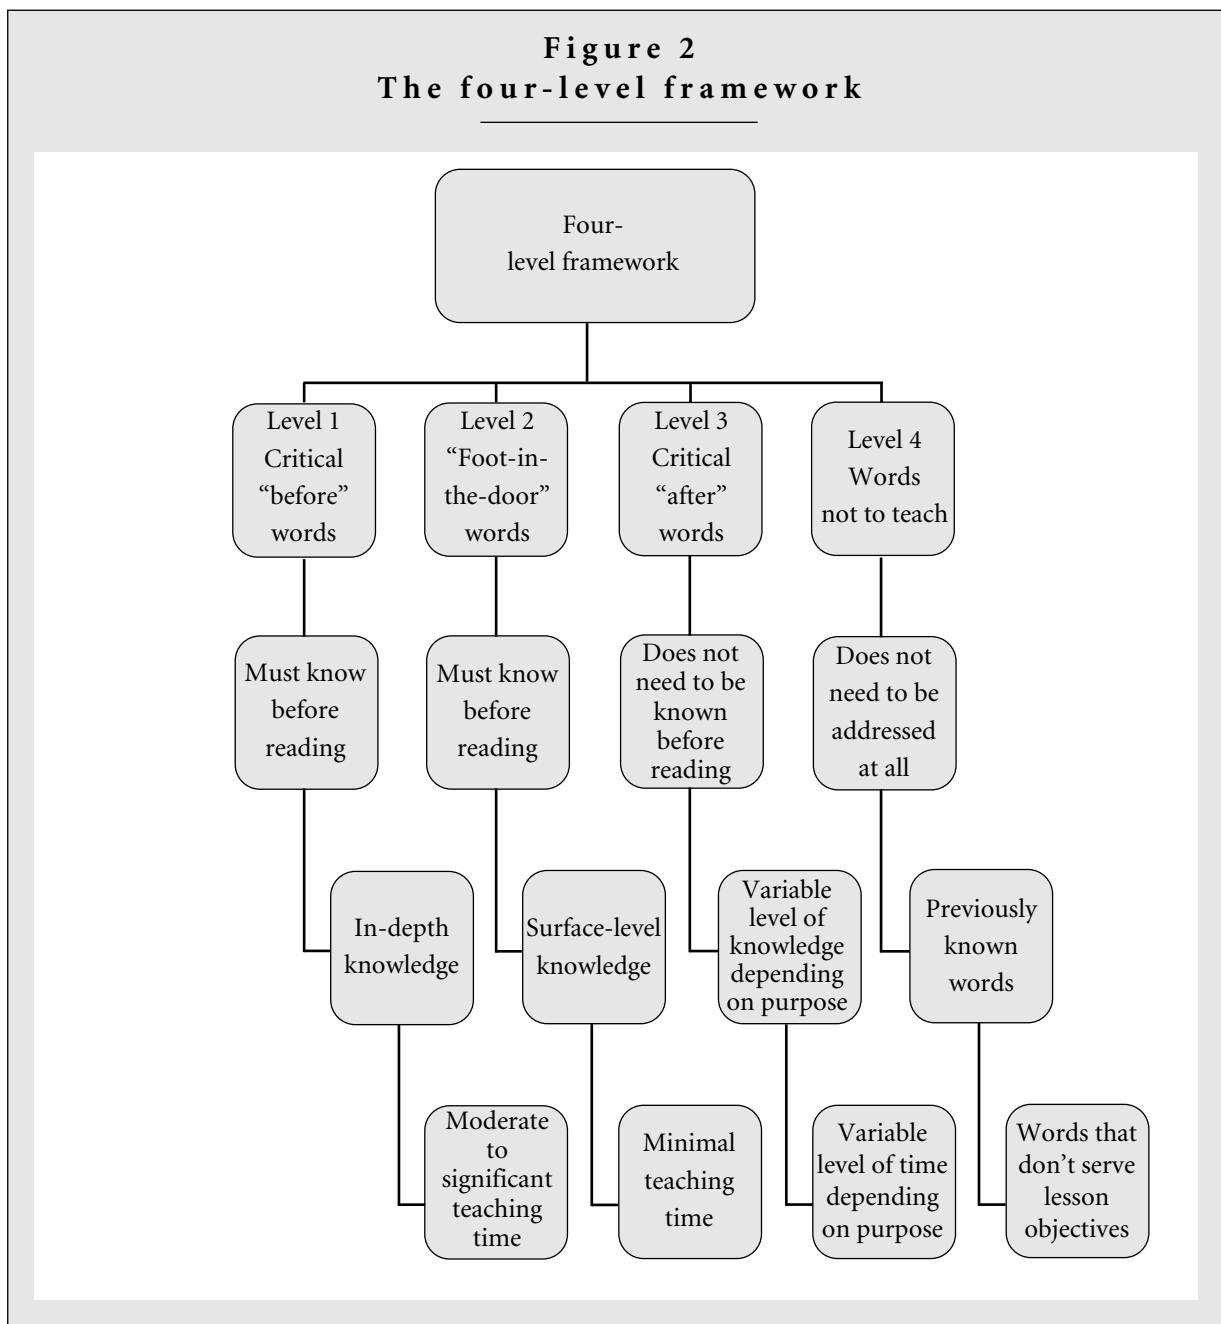 Figure 2
The four-level framework
Four-
level framework
Level 1
Critical
“before”
words
Level 2
“Foot-in-
the-door”
words
Level 3
Critical
“after”
words
Level 4
Words
not to teach
Must know
before
reading
Must know
before
reading
Does not
need to be
known
before
reading
Does not
need to be
addressed
at all
In-depth
knowledge
Surface-level
knowledge
Variable
level of
knowledge
depending
on purpose
Previously
known
words
Moderate
to
significant
teaching
time
Minimal
teaching
time
Variable
level of time
depending
on purpose
Words that
don’t serve
lesson
objectives